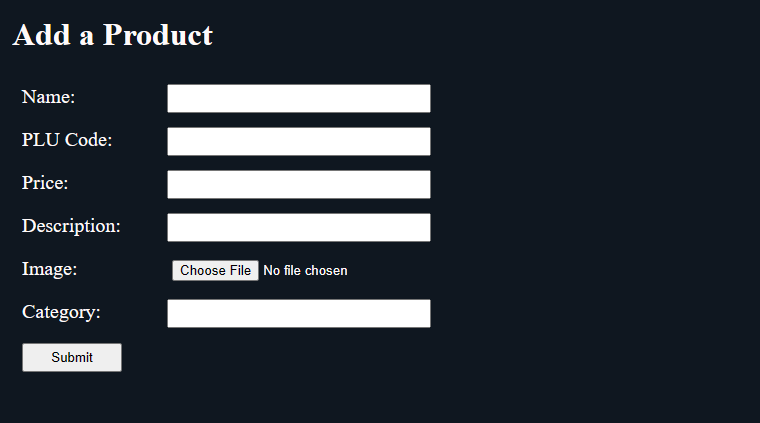 Add a Product
Name:
PLU Code:
Price:
Description:
Image: Choose File No file chosen
Category:
Submit